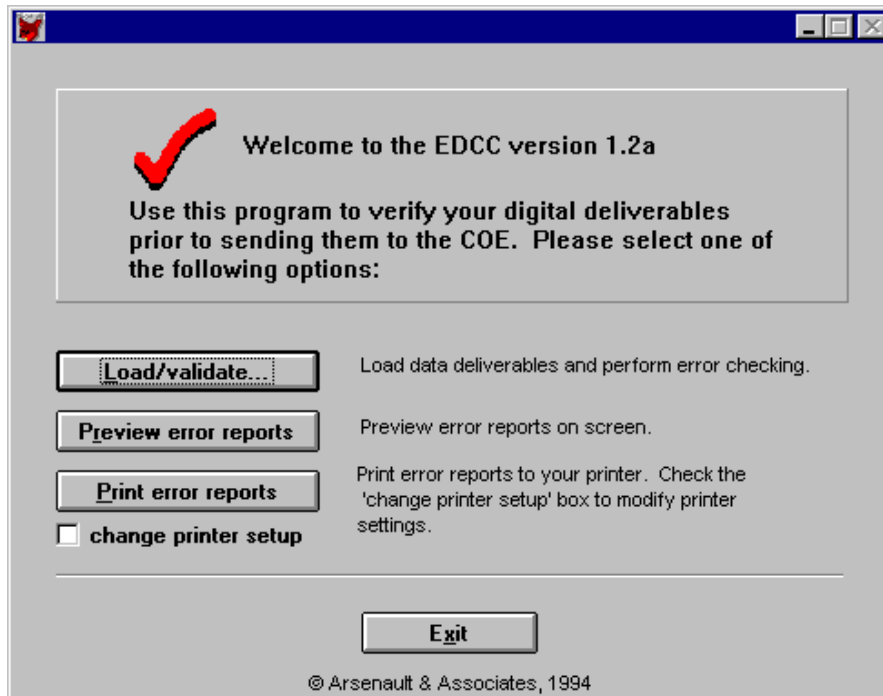 Welcome to the EDCC version 1.2a
Use this program to verify your digital deliverables
prior to sending them to the COE.  Please select one of
the following options:
Load/validate...
Load data deliverables and perform error checking.
Preview error reports
Preview error reports on screen.
Print error reports
Print error reports to your printer.  Check the
'change printer setup' box to modify printer
settings.
change printer setup
Exit
© Arsenault & Associates, 1994